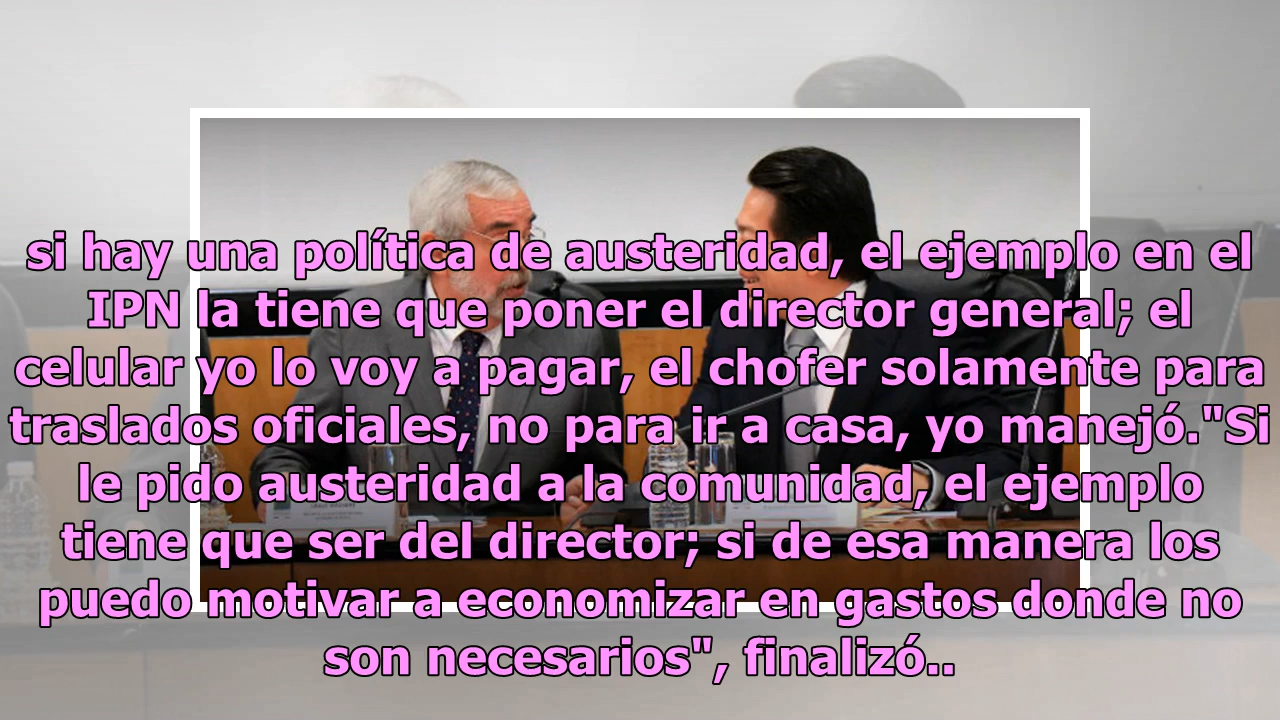 si hay una política de austeridad, el ejemplo en el
IPN la tiene que poner el director general; el
celular yo lo voy a pagar, el chofer solamente para
traslados oficiales, no para ir a casa, yo manejó."Si
le pido austeridad a la comunidad, el ejemplo
tiene que ser del director; si de esa manera los
puedo motivar a economizar en gastos donde no
son necesarios", finalizó..